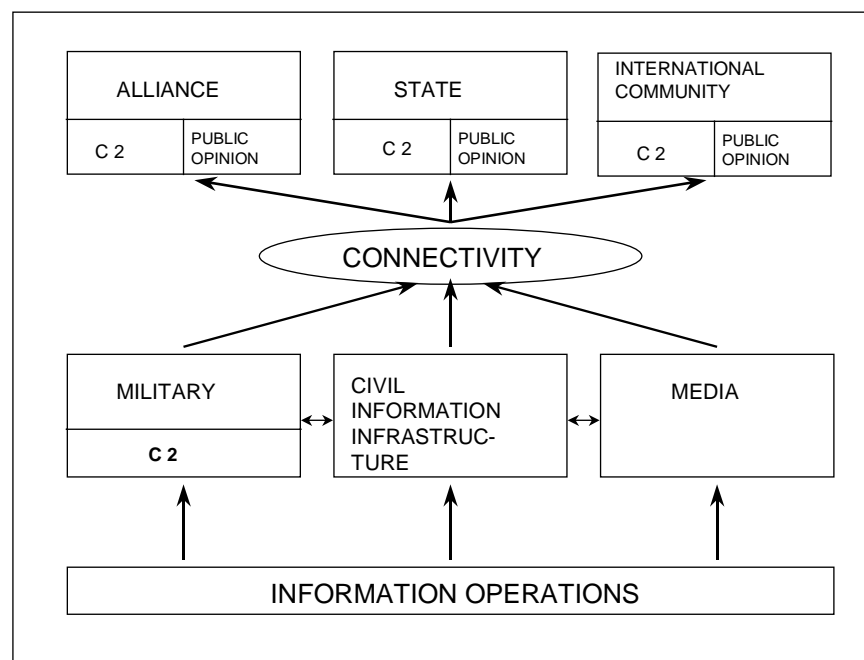 ALLIANCE
C 2
PUBLIC
OPINION
STATE
C 2
PUBLIC
OPINION
INTERNATIONAL
COMMUNITY
C 2
PUBLIC
OPINION
CONNECTIVITY
MILITARY
C 2
CIVIL
INFORMATION
INFRASTRUC-
TURE
MEDIA
INFORMATION OPERATIONS